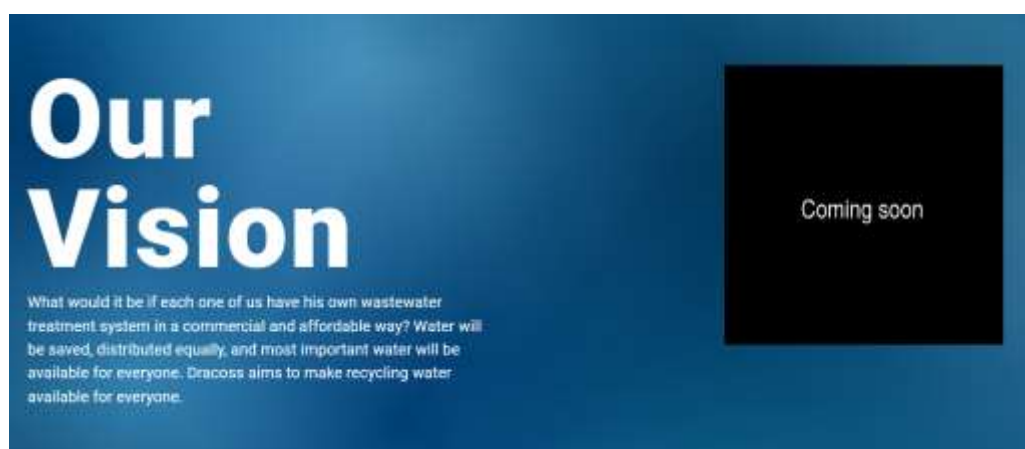 Our
Vision
What would it be if each one of us have his own wastewater
treatment system in a commercial and affordable way? Water will
be saved, distributed equally, and most important water will be
available for everyone. Dracoss aims to make recycling water
available for everyone.
Coming soon